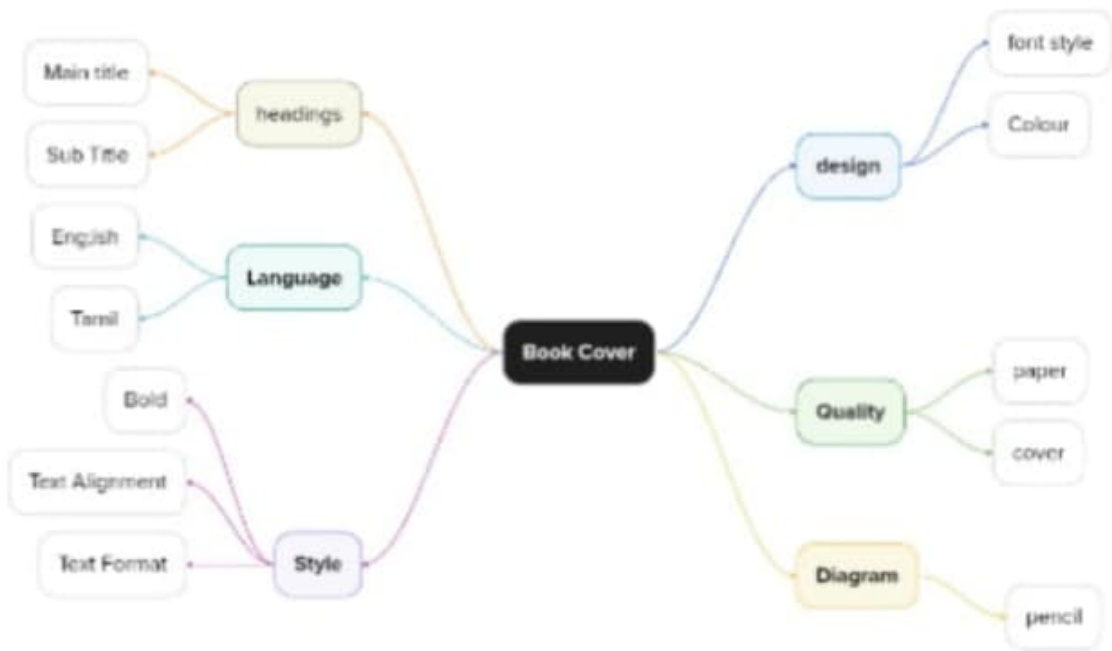 Main title
headings
Sub Title
English
Language
Tamil
Bold
Text Alignment
Text Format
Style
Book Cover
font style
Colour
design
paper
Quality
cover
Diagram
pencil